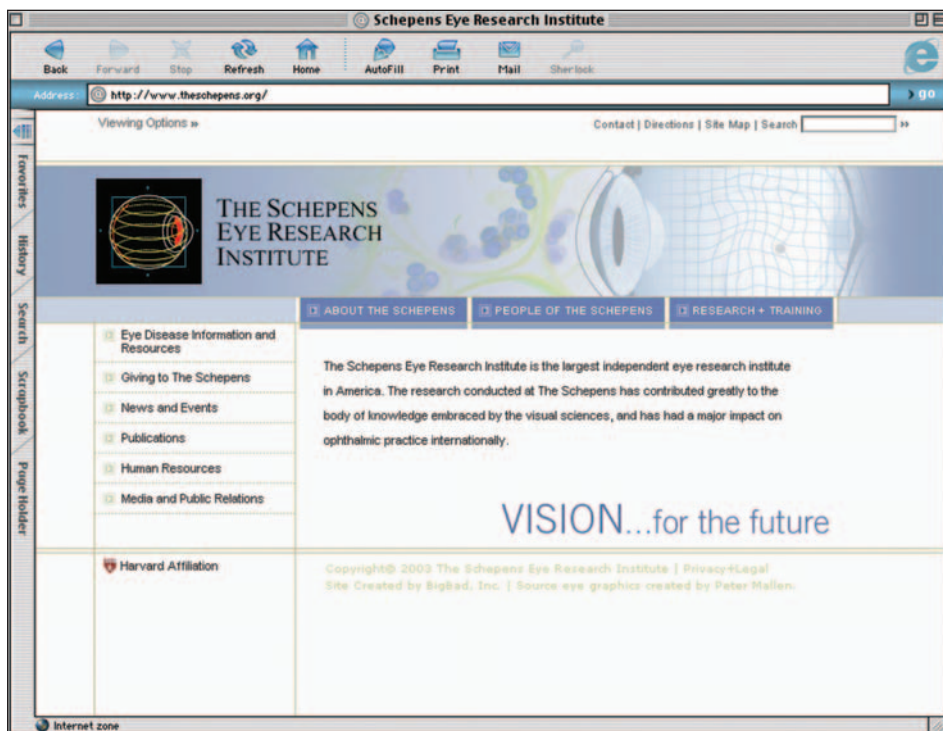 Schepens Eye Research Institute
Back Forward Stop Refresh Home AutoFill Print Mail Sherlock
Address: http://www.theschepens.org/ go
Viewing Options »
Contact | Directions | Site Map | Search »
Favorites
History
Search
Scrapbook
Page Holder
THE SCHEPENS
EYE RESEARCH
INSTITUTE
ABOUT THE SCHEPENS PEOPLE OF THE SCHEPENS RESEARCH + TRAINING
Eye Disease Information and
Resources
Giving to The Schepens
News and Events
Publications
Human Resources
Media and Public Relations
The Schepens Eye Research Institute is the largest independent eye research institute
in America. The research conducted at The Schepens has contributed greatly to the
body of knowledge embraced by the visual sciences, and has had a major impact on
ophthalmic practice internationally.
VISION...for the future
Harvard Affiliation
Copyright© 2003 The Schepens Eye Research Institute | Privacy+Legal
Site Created by BigBad, Inc. | Source eye graphics created by Peter Mallen.
Internet zone